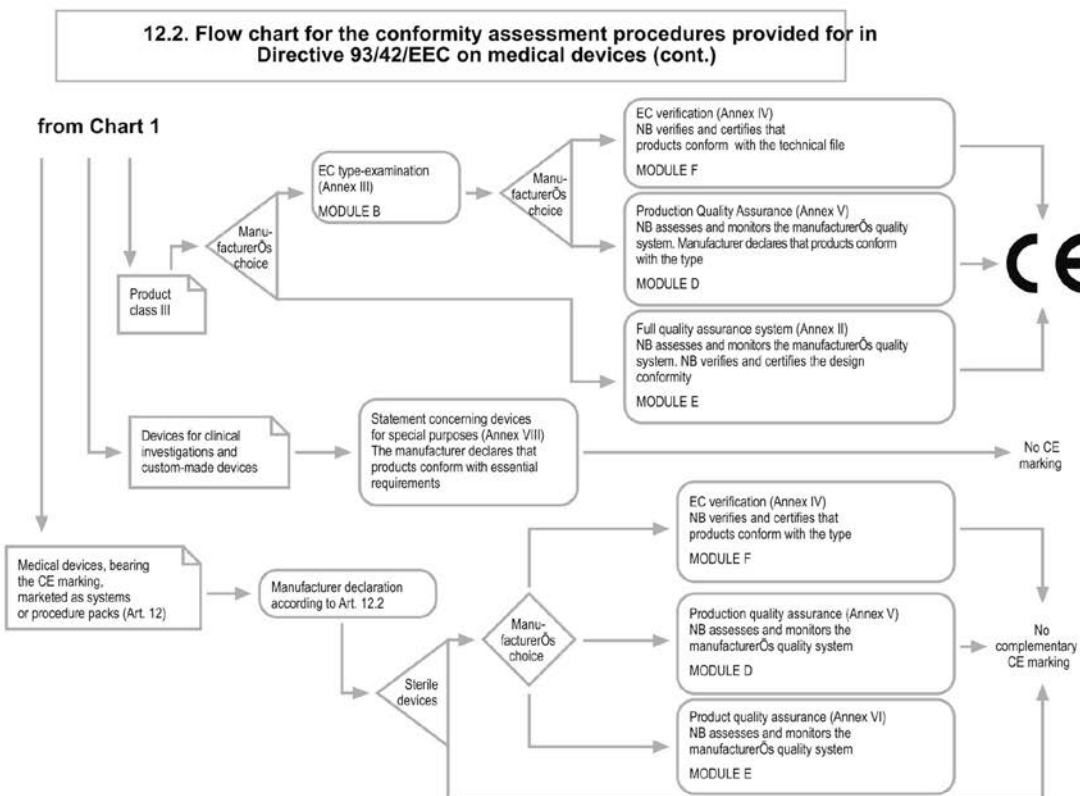 12.2. Flow chart for the conformity assessment procedures provided for in
Directive 93/42/EEC on medical devices (cont.)
from Chart 1
EC verification (Annex IV)
NB verifies and certifies that
products conform with the technical file
MODULE F
EC type-examination
(Annex III)
MODULE B
Manu-
facturerÕs
choice
Manu-
facturerÕs
choice
Production Quality Assurance (Annex V)
NB assesses and monitors the manufacturerÕs quality
system. Manufacturer declares that products conform
with the type
MODULE D
CE
Product
class III
Full quality assurance system (Annex II)
NB assesses and monitors the manufacturerÕs quality
system. NB verifies and certifies the design
conformity
MODULE E
Devices for clinical
investigations and
custom-made devices
Statement concerning devices
for special purposes (Annex VIII)
The manufacturer declares that
products conform with essential
requirements
No CE
marking
EC verification (Annex IV)
NB verifies and certifies that
products conform with the type
MODULE F
Medical devices, bearing
the CE marking,
marketed as systems
or procedure packs (Art. 12)
Manufacturer declaration
according to Art. 12.2
Manu-
facturerÕs
choice
Production quality assurance (Annex V)
NB assesses and monitors the
manufacturerÕs quality system
MODULE D
No
complementary
CE marking
Sterile
devices
Product quality assurance (Annex VI)
NB assesses and monitors the
manufacturerÕs quality system
MODULE E